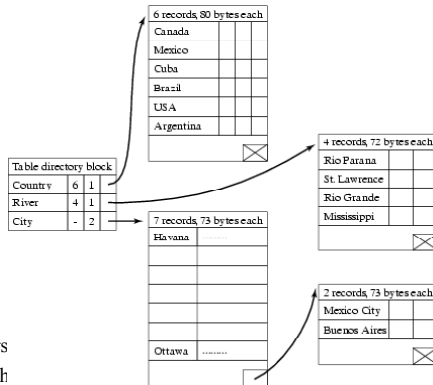 6 records, 80 bytes each
Canada
Mexico
Cuba
Brazil
USA
Argentina
4 records, 72 bytes each
Rio Parana
St. Lawrence
Rio Grande
Mississippi
Table directory block
Country 6 1
River 4 1
City - 2
7 records, 73 bytes each
Havana ........
Ottawa .........
2 records, 73 bytes each
Mexico City
Buenos Aires
s
h